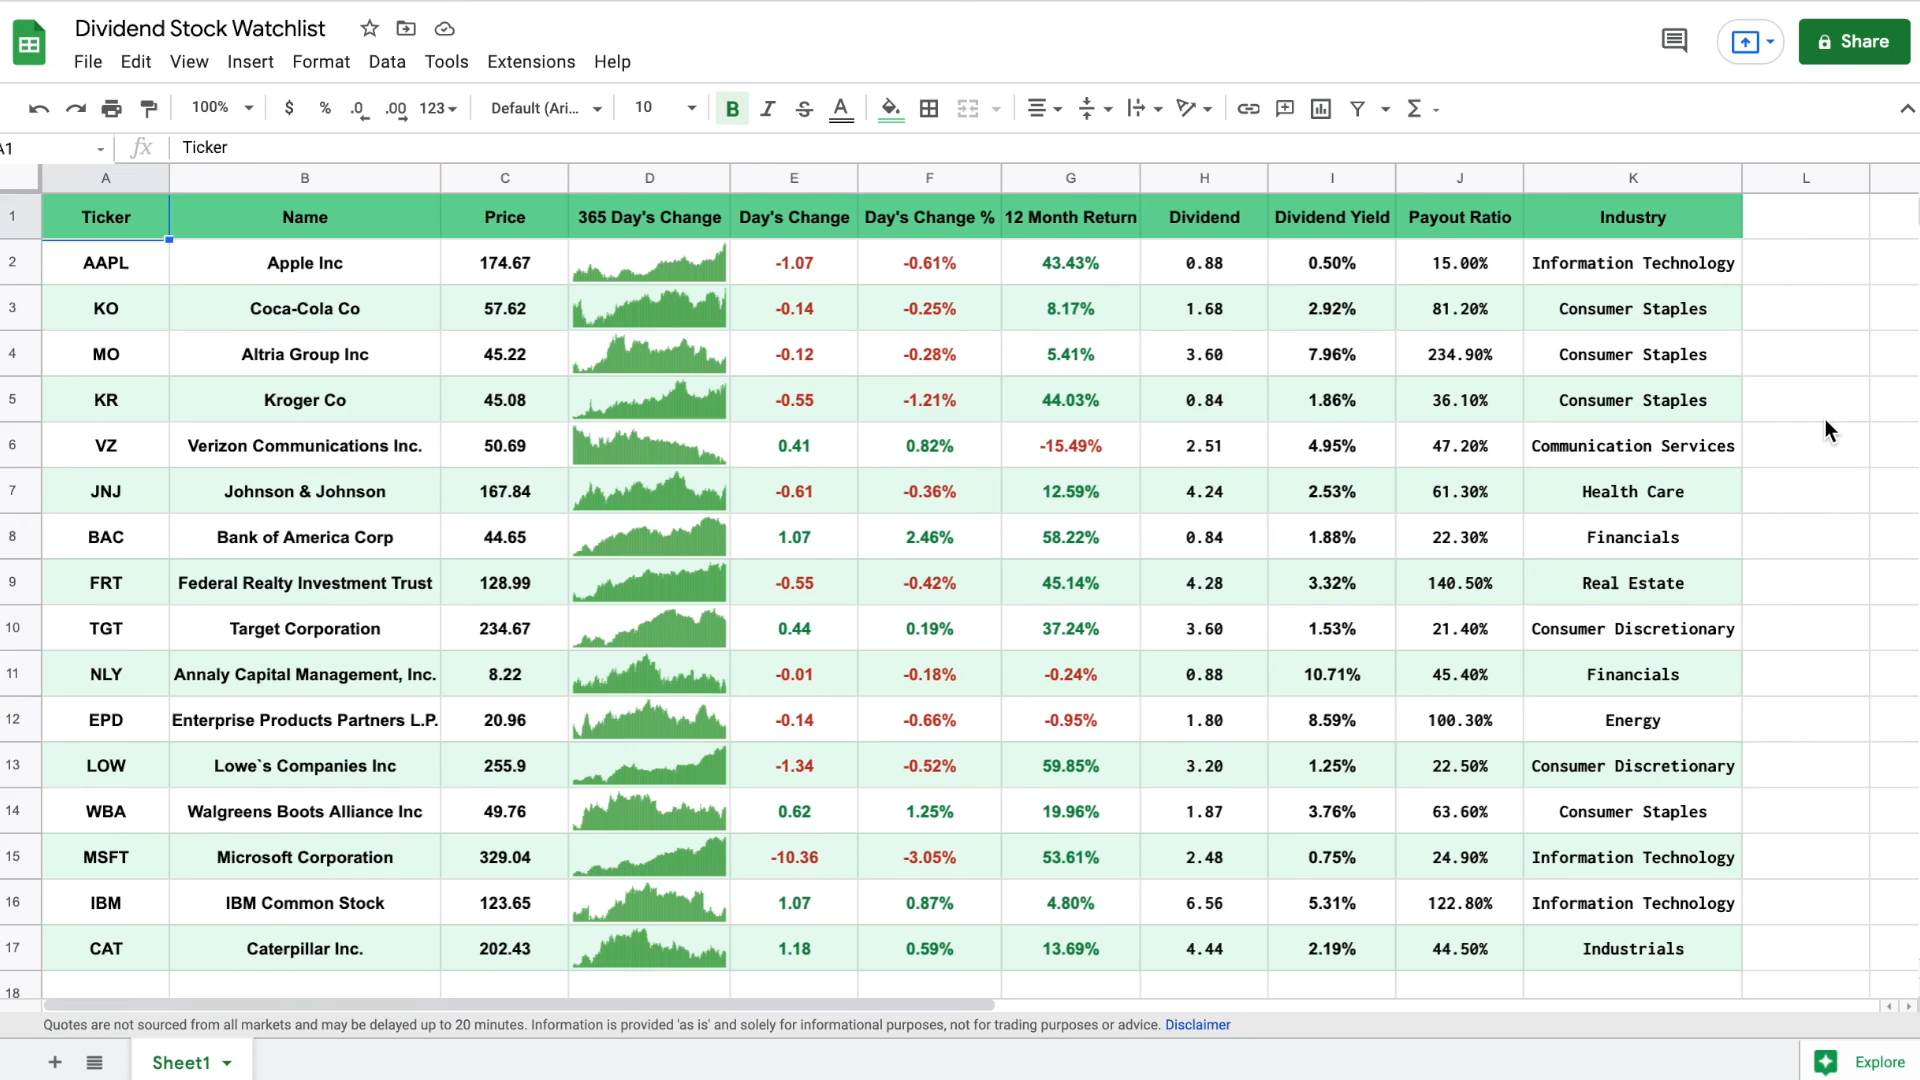 Dividend Stock Watchlist
File Edit View Insert Format Data Tools Extensions Help
Share
100% $ % .0 .00 123 Default (Ari... 10 B I S A Σ
A1 fx Ticker
A B C D E F G H I J K L
1 Ticker Name Price 365 Day's Change Day's Change Day's Change % 12 Month Return Dividend Dividend Yield Payout Ratio Industry
2 AAPL Apple Inc 174.67 -1.07 -0.61% 43.43% 0.88 0.50% 15.00% Information Technology
3 KO Coca-Cola Co 57.62 -0.14 -0.25% 8.17% 1.68 2.92% 81.20% Consumer Staples
4 MO Altria Group Inc 45.22 -0.12 -0.28% 5.41% 3.60 7.96% 234.90% Consumer Staples
5 KR Kroger Co 45.08 -0.55 -1.21% 44.03% 0.84 1.86% 36.10% Consumer Staples
6 VZ Verizon Communications Inc. 50.69 0.41 0.82% -15.49% 2.51 4.95% 47.20% Communication Services
7 JNJ Johnson & Johnson 167.84 -0.61 -0.36% 12.59% 4.24 2.53% 61.30% Health Care
8 BAC Bank of America Corp 44.65 1.07 2.46% 58.22% 0.84 1.88% 22.30% Financials
9 FRT Federal Realty Investment Trust 128.99 -0.55 -0.42% 45.14% 4.28 3.32% 140.50% Real Estate
10 TGT Target Corporation 234.67 0.44 0.19% 37.24% 3.60 1.53% 21.40% Consumer Discretionary
11 NLY Annaly Capital Management, Inc. 8.22 -0.01 -0.18% -0.24% 0.88 10.71% 45.40% Financials
12 EPD Enterprise Products Partners L.P. 20.96 -0.14 -0.66% -0.95% 1.80 8.59% 100.30% Energy
13 LOW Lowe`s Companies Inc 255.9 -1.34 -0.52% 59.85% 3.20 1.25% 22.50% Consumer Discretionary
14 WBA Walgreens Boots Alliance Inc 49.76 0.62 1.25% 19.96% 1.87 3.76% 63.60% Consumer Staples
15 MSFT Microsoft Corporation 329.04 -10.36 -3.05% 53.61% 2.48 0.75% 24.90% Information Technology
16 IBM IBM Common Stock 123.65 1.07 0.87% 4.80% 6.56 5.31% 122.80% Information Technology
17 CAT Caterpillar Inc. 202.43 1.18 0.59% 13.69% 4.44 2.19% 44.50% Industrials
18
Quotes are not sourced from all markets and may be delayed up to 20 minutes. Information is provided 'as is' and solely for informational purposes, not for trading purposes or advice. Disclaimer
Sheet1 Explore